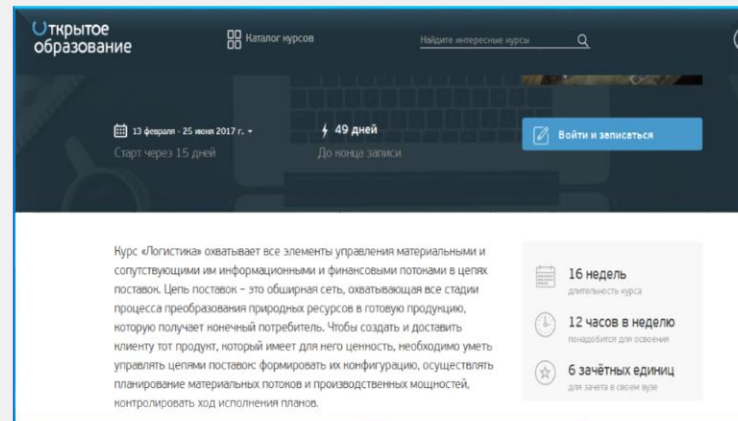 Открытое
образование
Каталог курсов
Найдите интересные курсы
13 февраля - 25 июня 2017 г.
Старт через 15 дней
49 дней
До конца записи
Войти и записаться
Курс «Логистика» охватывает все элементы управления материальными и
сопутствующими им информационными и финансовыми потоками в цепях
поставок. Цепь поставок – это обширная сеть, охватывающая все стадии
процесса преобразования природных ресурсов в готовую продукцию,
которую получает конечный потребитель. Чтобы создать и доставить
клиенту тот продукт, который имеет для него ценность, необходимо уметь
управлять цепями поставок: формировать их конфигурацию, осуществлять
планирование материальных потоков и производственных мощностей,
контролировать ход исполнения планов.
16 недель
длительность курса
12 часов в неделю
понадобится для освоения
6 зачётных единиц
для зачета в своем вузе